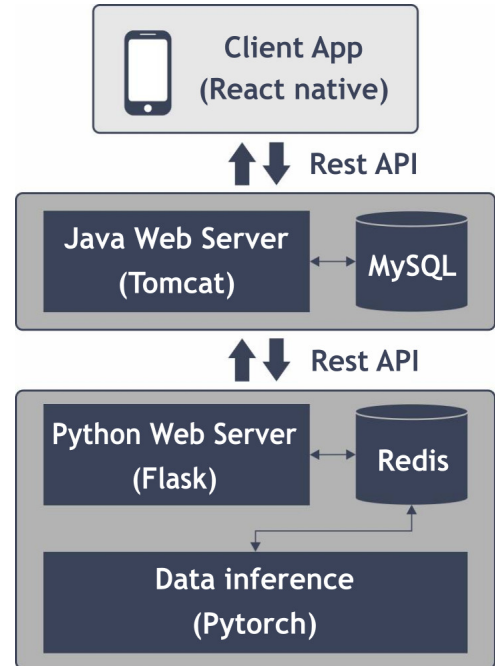 Client App
(React native)
Rest API
Java Web Server
(Tomcat)
MySQL
Rest API
Python Web Server
(Flask)
Redis
Data inference
(Pytorch)